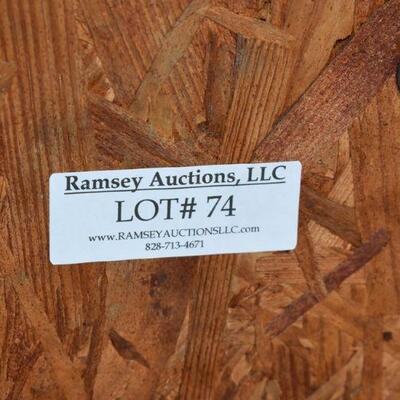 Ramsey Auctions, LLC
LOT# 74
www.RAMSEYAUCTIONSLLC.com
828-713-4671